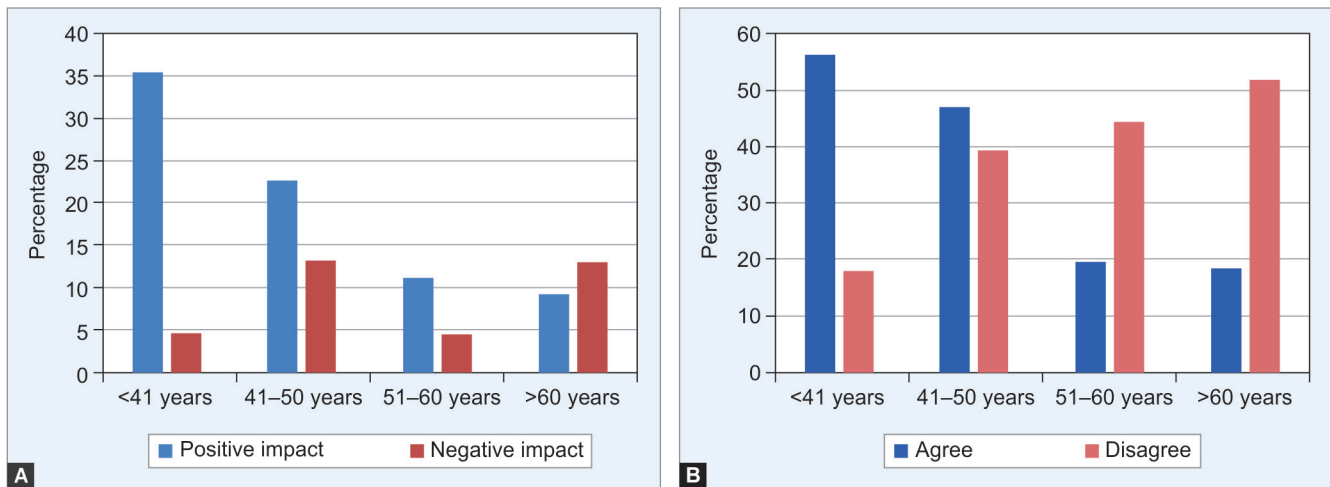 40
35
30
25
20
15
10
5
0
Percentage
<41 years 41–50 years 51–60 years >60 years
Positive impact Negative impact
A
60
50
40
30
20
10
0
Percentage
<41 years 41–50 years 51–60 years >60 years
Agree Disagree
B